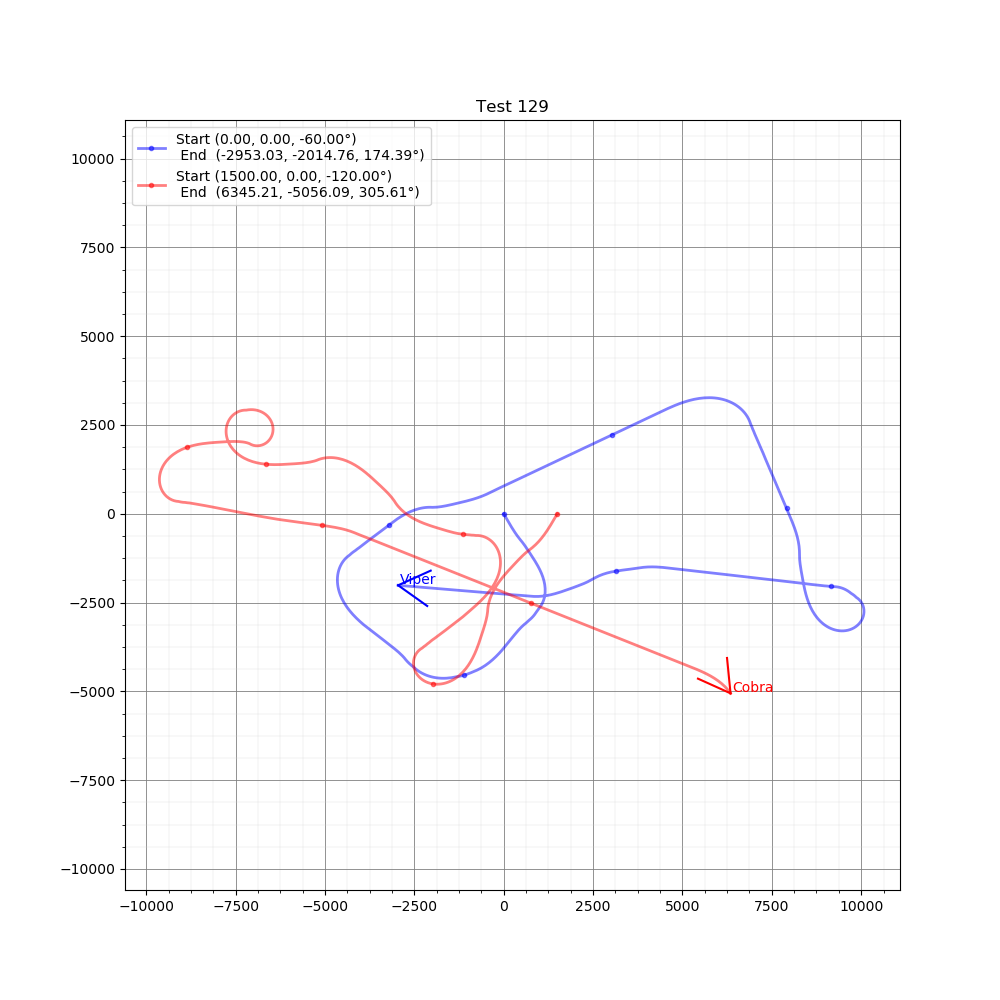 Test 129
Start (0.00, 0.00, -60.00°)
End (-2953.03, -2014.76, 174.39°)
Start (1500.00, 0.00, -120.00°)
End (6345.21, -5056.09, 305.61°)
10000
7500
5000
2500
0
−2500
−5000
−7500
−10000
Viper
Cobra
−10000 −7500 −5000 −2500 0 2500 5000 7500 10000